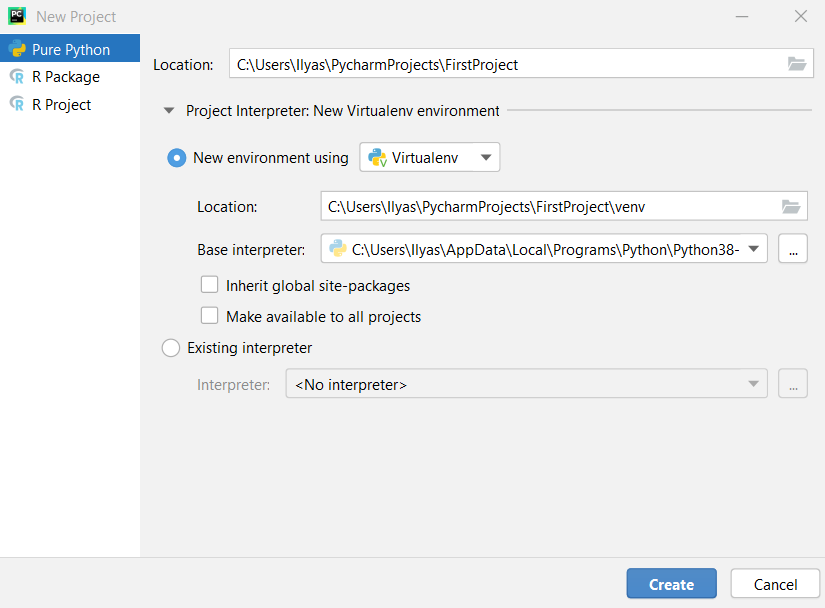 New Project
Pure Python
R Package
R Project
Location: C:\Users\Ilyas\PycharmProjects\FirstProject
Project Interpreter: New Virtualenv environment
New environment using Virtualenv
Location: C:\Users\Ilyas\PycharmProjects\FirstProject\venv
Base interpreter: C:\Users\Ilyas\AppData\Local\Programs\Python\Python38- ...
Inherit global site-packages
Make available to all projects
Existing interpreter
Interpreter: <No interpreter> ...
Create Cancel